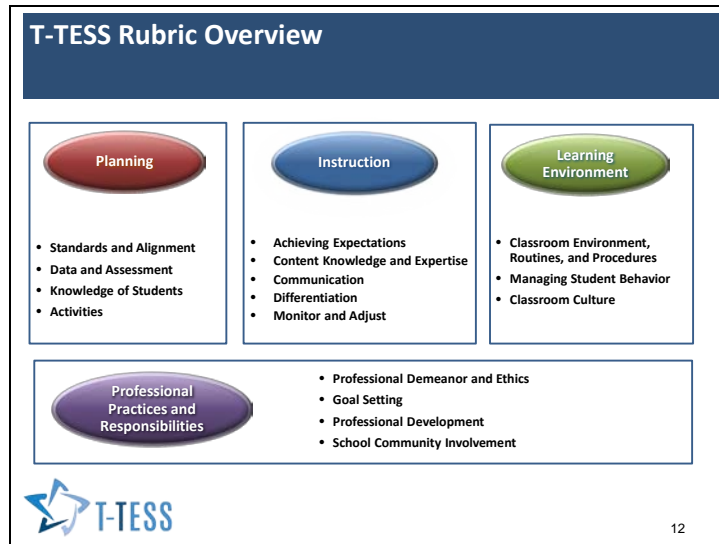 T-TESS Rubric Overview
Planning
• Standards and Alignment
• Data and Assessment
• Knowledge of Students
• Activities
Instruction
• Achieving Expectations
• Content Knowledge and Expertise
• Communication
• Differentiation
• Monitor and Adjust
Learning
Environment
• Classroom Environment,
Routines, and Procedures
• Managing Student Behavior
• Classroom Culture
Professional
Practices and
Responsibilities
• Professional Demeanor and Ethics
• Goal Setting
• Professional Development
• School Community Involvement
T-TESS
12